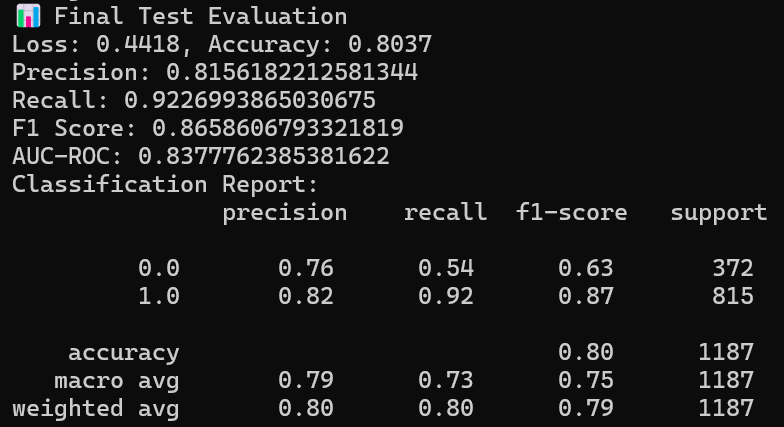 📊 Final Test Evaluation
Loss: 0.4418, Accuracy: 0.8037
Precision: 0.8156182212581344
Recall: 0.9226993865030675
F1 Score: 0.8658606793321819
AUC-ROC: 0.8377762385381622
Classification Report:
              precision    recall  f1-score   support

         0.0       0.76      0.54      0.63       372
         1.0       0.82      0.92      0.87       815

    accuracy                           0.80      1187
   macro avg       0.79      0.73      0.75      1187
weighted avg       0.80      0.80      0.79      1187